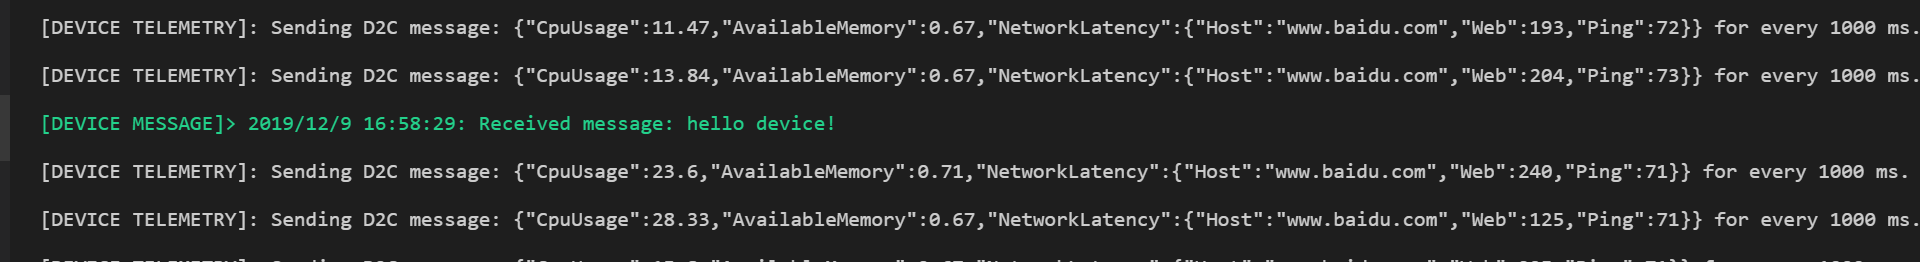 [DEVICE TELEMETRY]: Sending D2C message: {"CpuUsage":11.47,"AvailableMemory":0.67,"NetworkLatency":{"Host":"www.baidu.com","Web":193,"Ping":72}} for every 1000 ms.
[DEVICE TELEMETRY]: Sending D2C message: {"CpuUsage":13.84,"AvailableMemory":0.67,"NetworkLatency":{"Host":"www.baidu.com","Web":204,"Ping":73}} for every 1000 ms.
[DEVICE MESSAGE]> 2019/12/9 16:58:29: Received message: hello device!
[DEVICE TELEMETRY]: Sending D2C message: {"CpuUsage":23.6,"AvailableMemory":0.71,"NetworkLatency":{"Host":"www.baidu.com","Web":240,"Ping":71}} for every 1000 ms.
[DEVICE TELEMETRY]: Sending D2C message: {"CpuUsage":28.33,"AvailableMemory":0.67,"NetworkLatency":{"Host":"www.baidu.com","Web":125,"Ping":71}} for every 1000 ms.